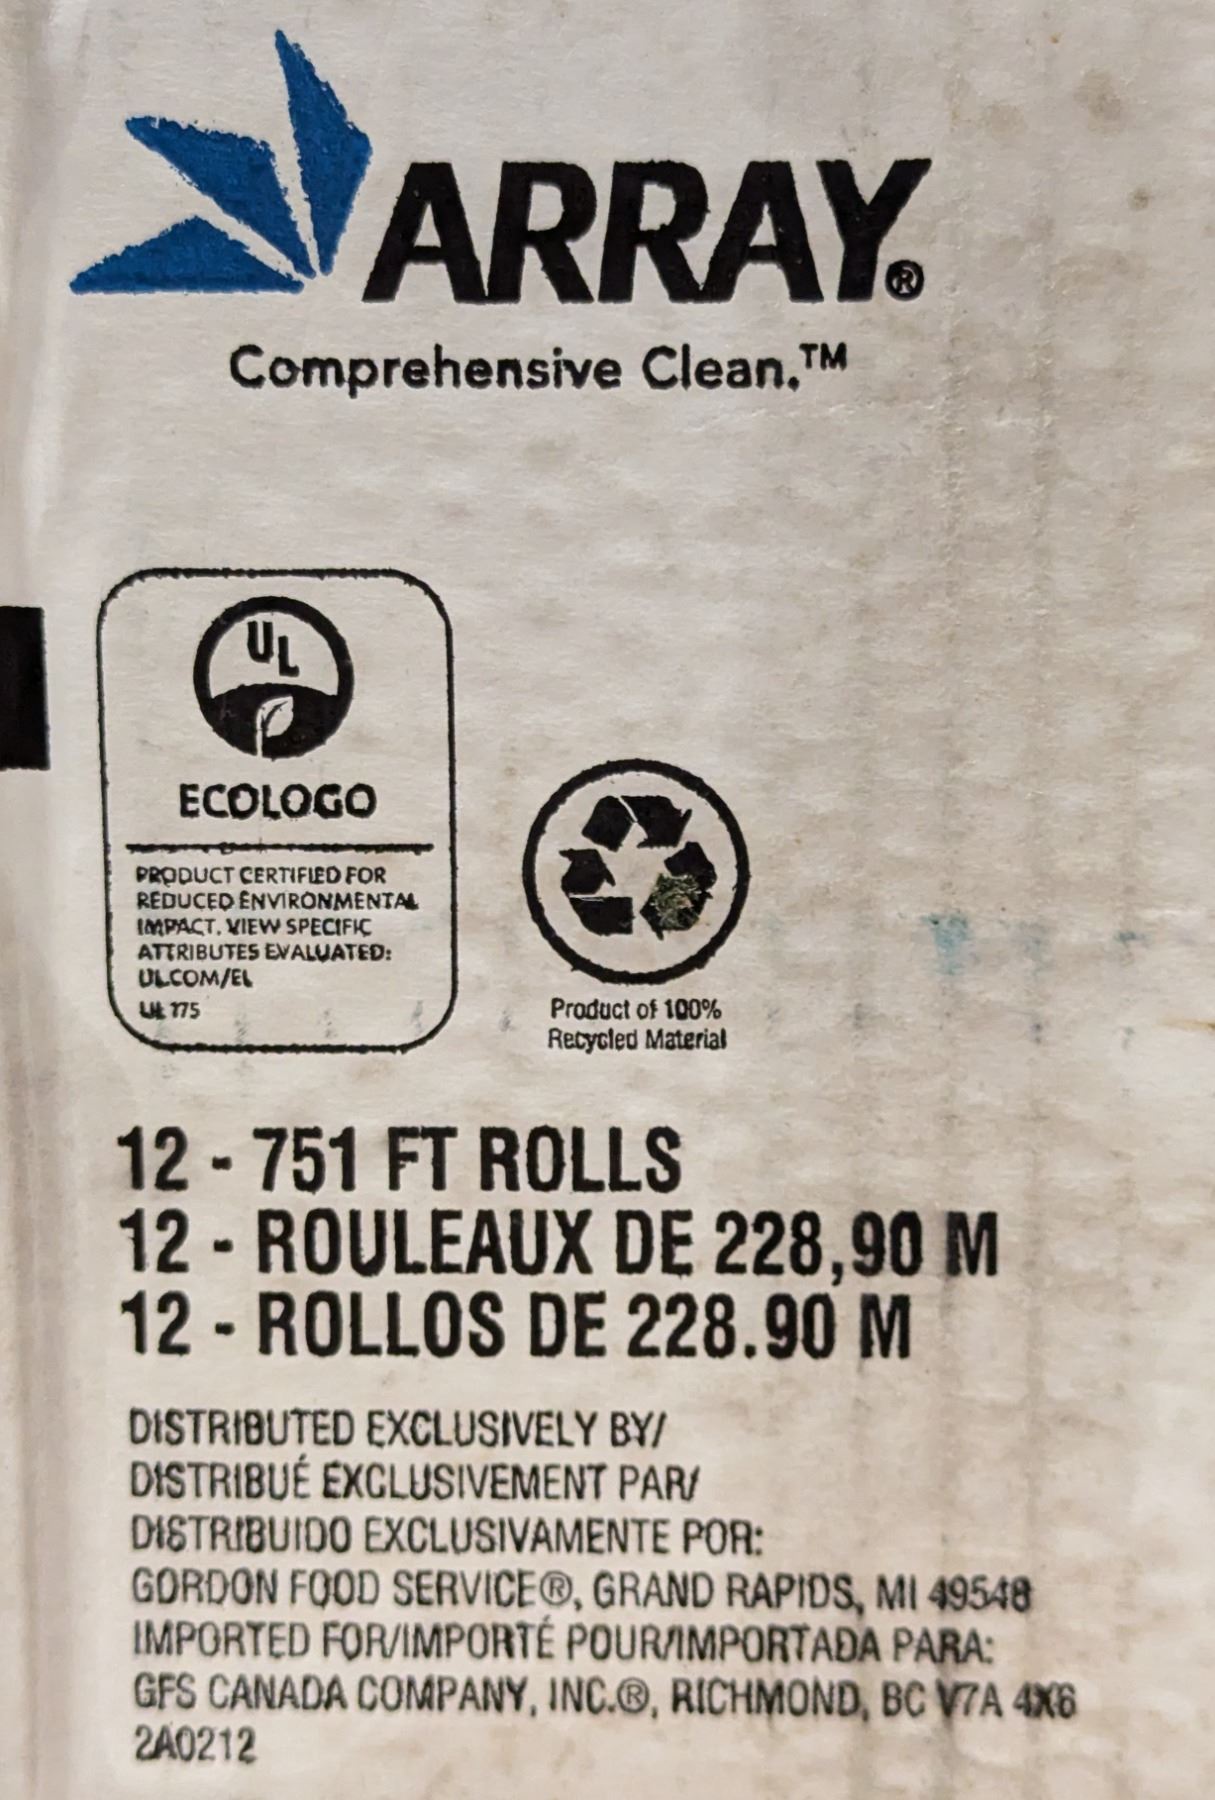 ARRAY®
Comprehensive Clean.™
UL
ECOLOGO
PRODUCT CERTIFIED FOR
REDUCED ENVIRONMENTAL
IMPACT. VIEW SPECIFIC
ATTRIBUTES EVALUATED:
UL.COM/EL
UL 175
Product of 100%
Recycled Material
12 - 751 FT ROLLS
12 - ROULEAUX DE 228,90 M
12 - ROLLOS DE 228.90 M
DISTRIBUTED EXCLUSIVELY BY/
DISTRIBUÉ EXCLUSIVEMENT PAR/
DISTRIBUIDO EXCLUSIVAMENTE POR:
GORDON FOOD SERVICE®, GRAND RAPIDS, MI 49548
IMPORTED FOR/IMPORTÉ POUR/IMPORTADA PARA:
GFS CANADA COMPANY, INC.®, RICHMOND, BC V7A 4X6
2A0212